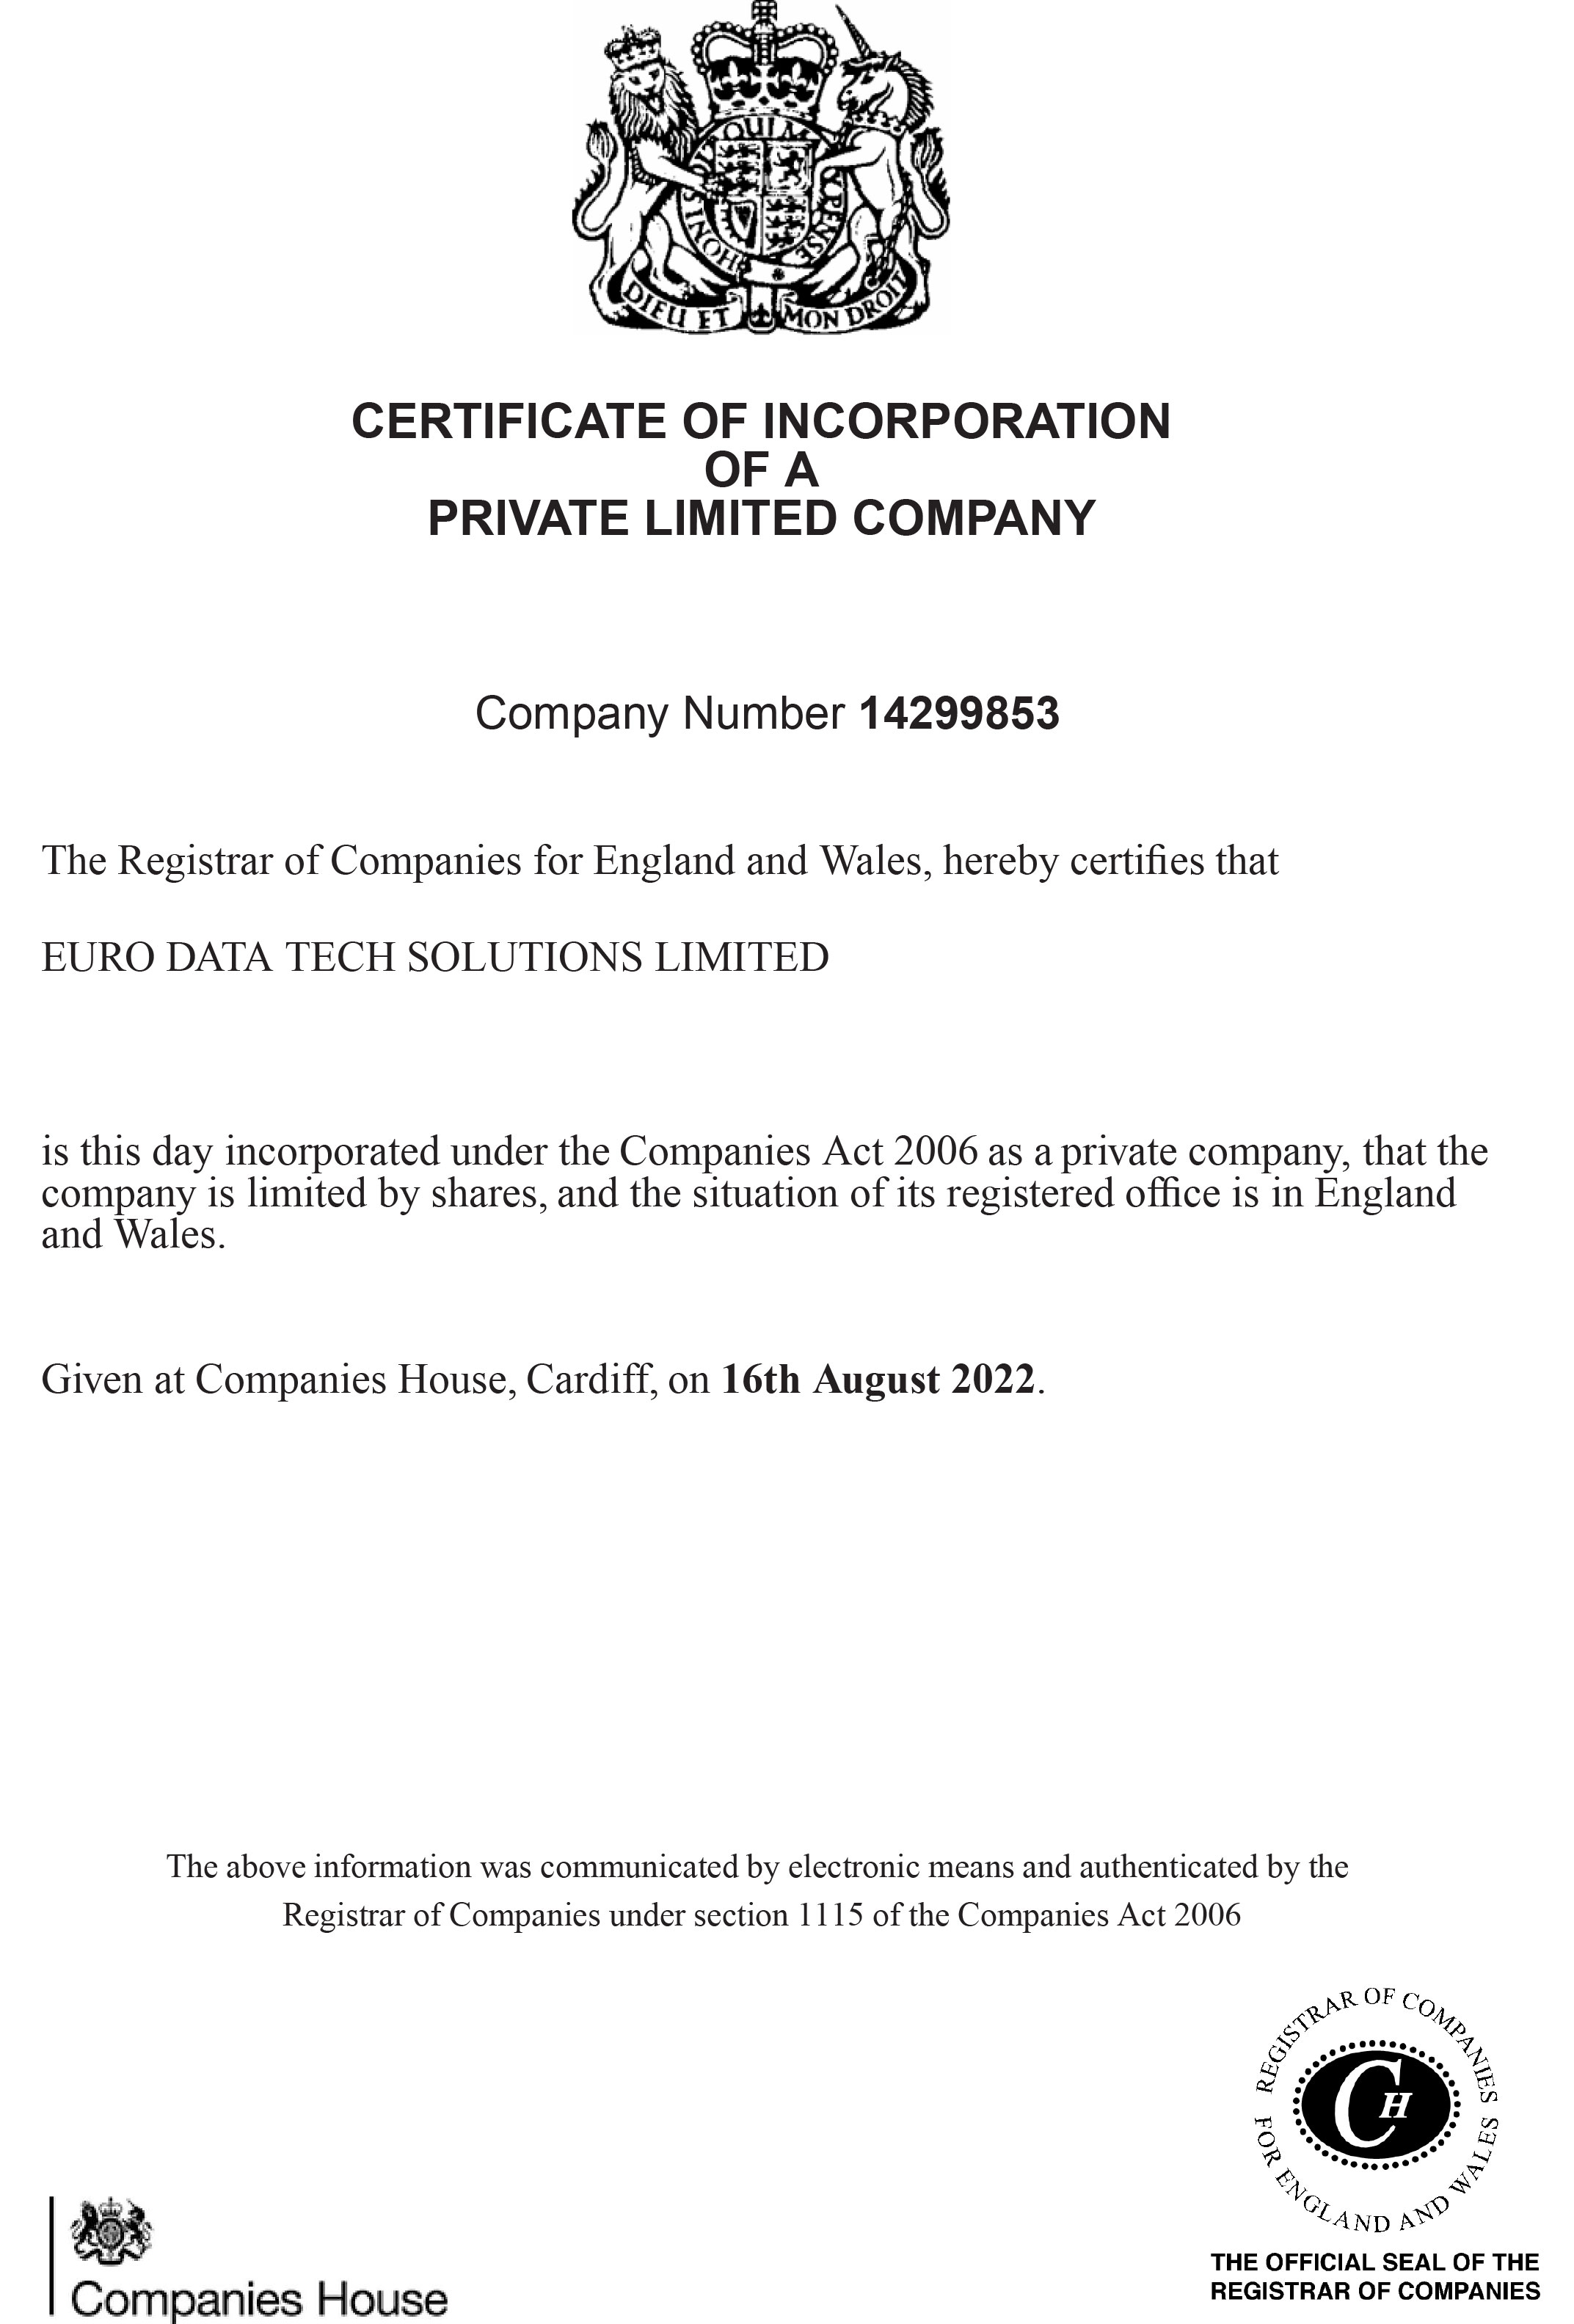 QUI M
HONI S
PENSE
DIEU ET MON DROIT
CERTIFICATE OF INCORPORATION
OF A
PRIVATE LIMITED COMPANY
Company Number 14299853
The Registrar of Companies for England and Wales, hereby certifies that
EURO DATA TECH SOLUTIONS LIMITED
is this day incorporated under the Companies Act 2006 as a private company, that the
company is limited by shares, and the situation of its registered office is in England
and Wales.
Given at Companies House, Cardiff, on 16th August 2022.
The above information was communicated by electronic means and authenticated by the
Registrar of Companies under section 1115 of the Companies Act 2006
REGISTRAR OF COMPANIES
CH
FOR ENGLAND AND WALES
THE OFFICIAL SEAL OF THE
REGISTRAR OF COMPANIES
Companies House